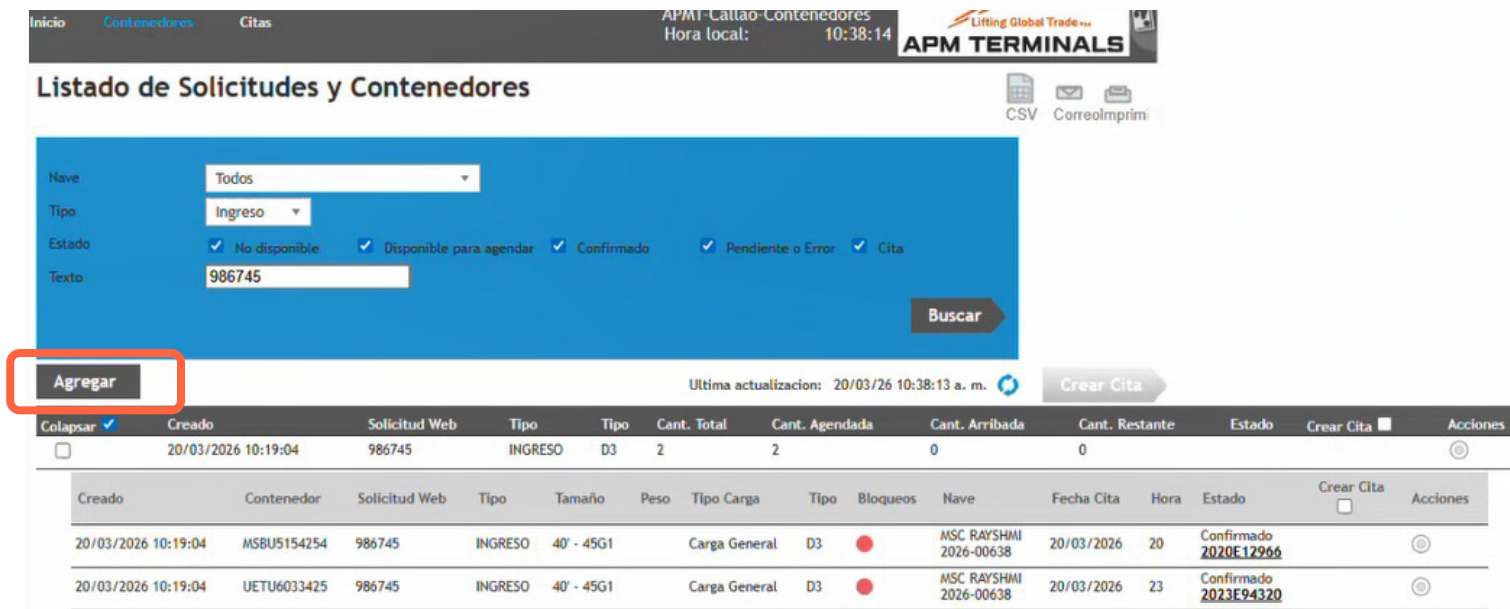 Inicio Contenedores Citas
APMT-Callao-Contenedores
Hora local: 10:38:14
Lifting Global Trade
APM TERMINALS
Listado de Solicitudes y Contenedores
CSV Correo Imprimi
Nave Todos
Tipo Ingreso
Estado No disponible Disponible para agendar Confirmado Pendiente o Error Cita
Texto 986745
Buscar
Agregar Ultima actualizacion: 20/03/26 10:38:13 a. m. Crear Cita
Colapsar Creado Solicitud Web Tipo Tipo Cant. Total Cant. Agendada Cant. Arribada Cant. Restante Estado Crear Cita Acciones
20/03/2026 10:19:04 986745 INGRESO D3 2 2 0 0
Creado Contenedor Solicitud Web Tipo Tamaño Peso Tipo Carga Tipo Bloqueos Nave Fecha Cita Hora Estado Crear Cita Acciones
20/03/2026 10:19:04 MSBU5154254 986745 INGRESO 40' - 45G1 Carga General D3 MSC RAYSHMI 2026-00638 20/03/2026 20 Confirmado 2020E12966
20/03/2026 10:19:04 UETU6033425 986745 INGRESO 40' - 45G1 Carga General D3 MSC RAYSHMI 2026-00638 20/03/2026 23 Confirmado 2023E94320